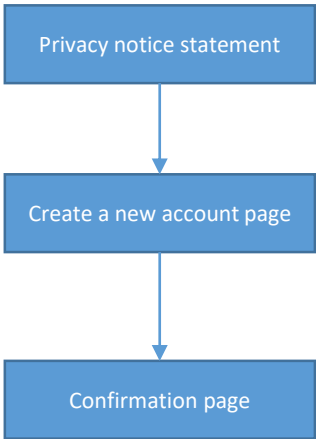 Privacy notice statement
Create a new account page
Confirmation page